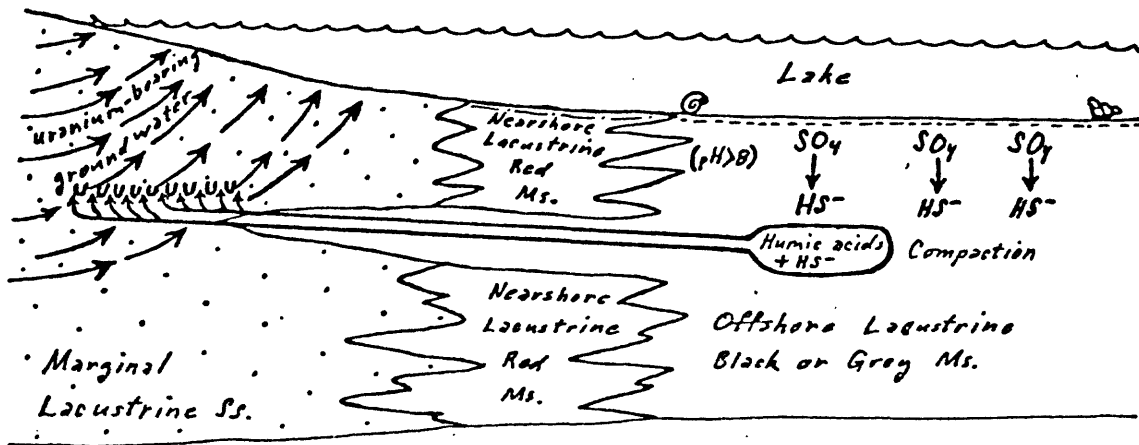 Lake
uranium-bearing
ground water
U U U U U U U U U
Nearshore
Lacustrine
Red
Ms.
(pH>8)
SO4 SO4 SO4
HS- HS- HS-
Humic acids
+ HS-
Compaction
Nearshore
Lacustrine
Red
Ms.
Offshore Lacustrine
Black or Grey Ms.
Marginal
Lacustrine Ss.